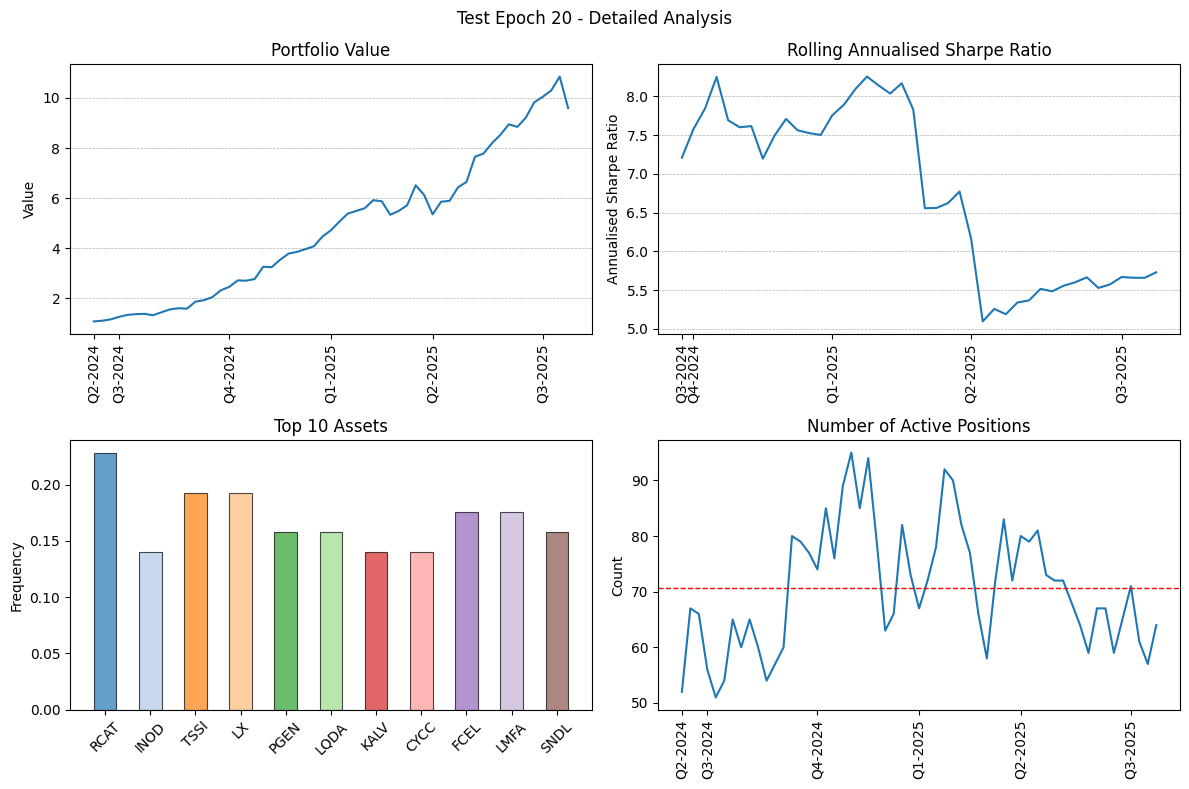 Test Epoch 20 - Detailed Analysis
Portfolio Value
Value
10
8
6
4
2
Q2-2024
Q3-2024
Q4-2024
Q1-2025
Q2-2025
Q3-2025
Rolling Annualised Sharpe Ratio
Annualised Sharpe Ratio
8.0
7.5
7.0
6.5
6.0
5.5
5.0
Q3-2024
Q4-2024
Q1-2025
Q2-2025
Q3-2025
Top 10 Assets
Frequency
0.20
0.15
0.10
0.05
0.00
RCAT
INOD
TSSI
LX
PGEN
LQDA
KALV
CYCC
FCEL
LMFA
SNDL
Number of Active Positions
Count
90
80
70
60
50
Q2-2024
Q3-2024
Q4-2024
Q1-2025
Q2-2025
Q3-2025